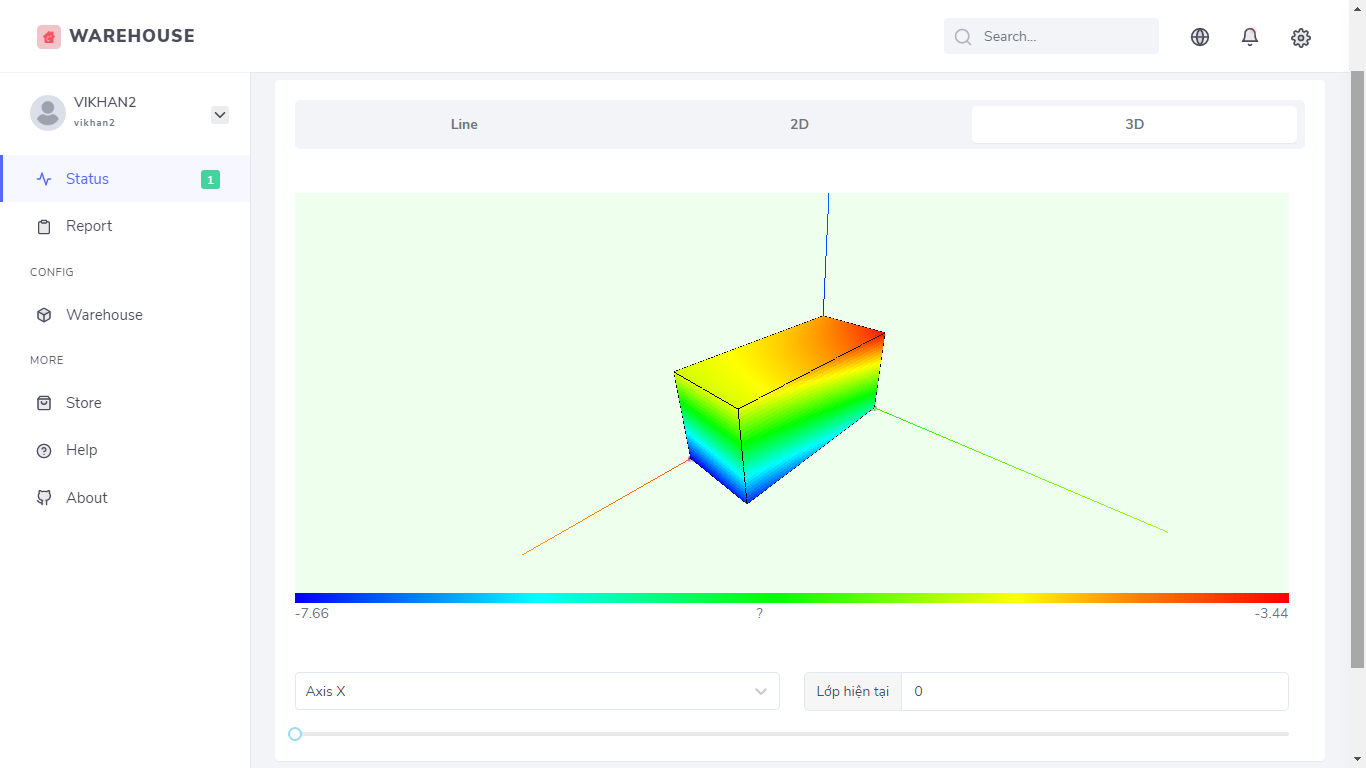 WAREHOUSE
Search...
VIKHAN2
vikhan2
Status
1
Report
CONFIG
Warehouse
MORE
Store
Help
About
Line
2D
3D
-7.66
?
-3.44
Axis X
Lớp hiện tại
0